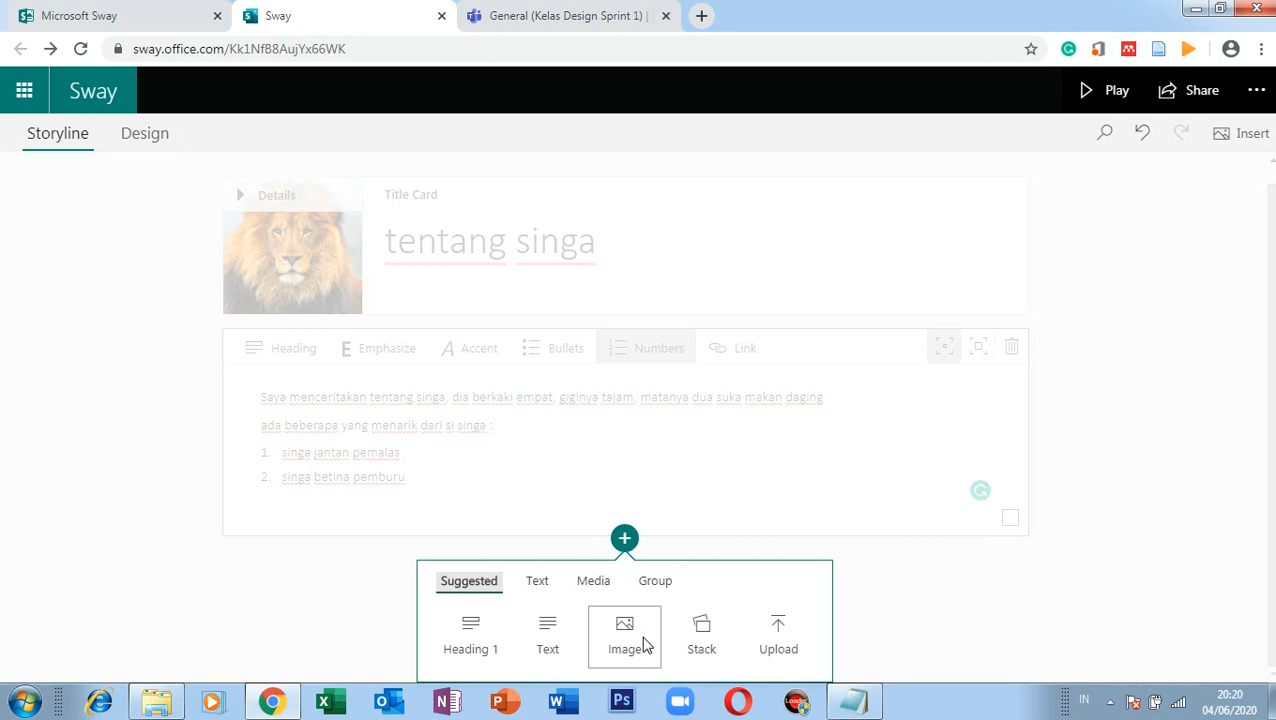 Microsoft Sway
Sway
General (Kelas Design Sprint 1) |
sway.office.com/Kk1NfB8AujYx66WK
Sway
Play
Share
Storyline
Design
Insert
Details
Title Card
tentang singa
Heading
E Emphasize
A Accent
Bullets
Numbers
Link
Saya menceritakan tentang singa, dia berkaki empat, giginya tajam, matanya dua suka makan daging
ada beberapa yang menarik dari si singa :
1. singa jantan pemalas
2. singa betina pemburu
Suggested
Text
Media
Group
Heading 1
Text
Image
Stack
Upload
IN
20:20
04/06/2020